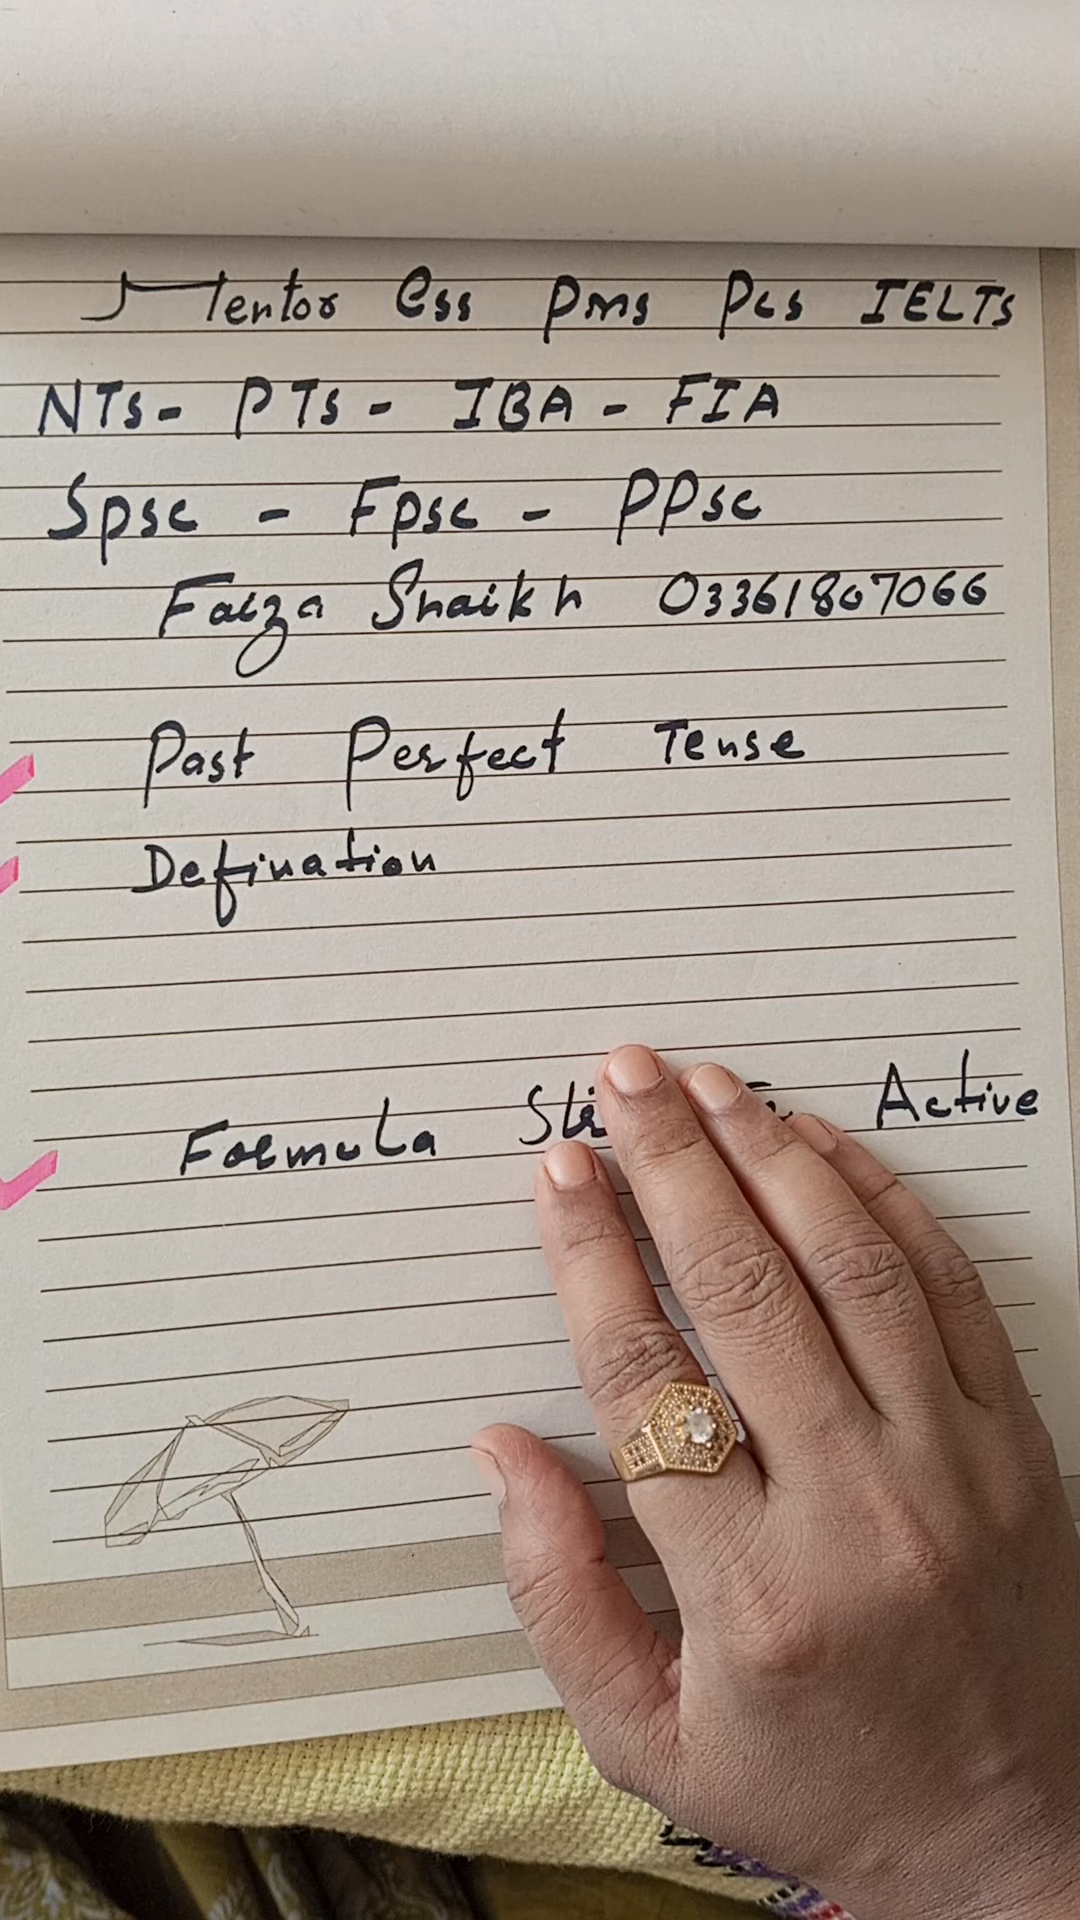 Mentor Css Pms Pcs IELTS
NTs - PTs - IBA - FIA
Spsc - Fpsc - PPsc
Faiza Shaikh 03361807066
Past Perfect Tense
Defination
Formula Active